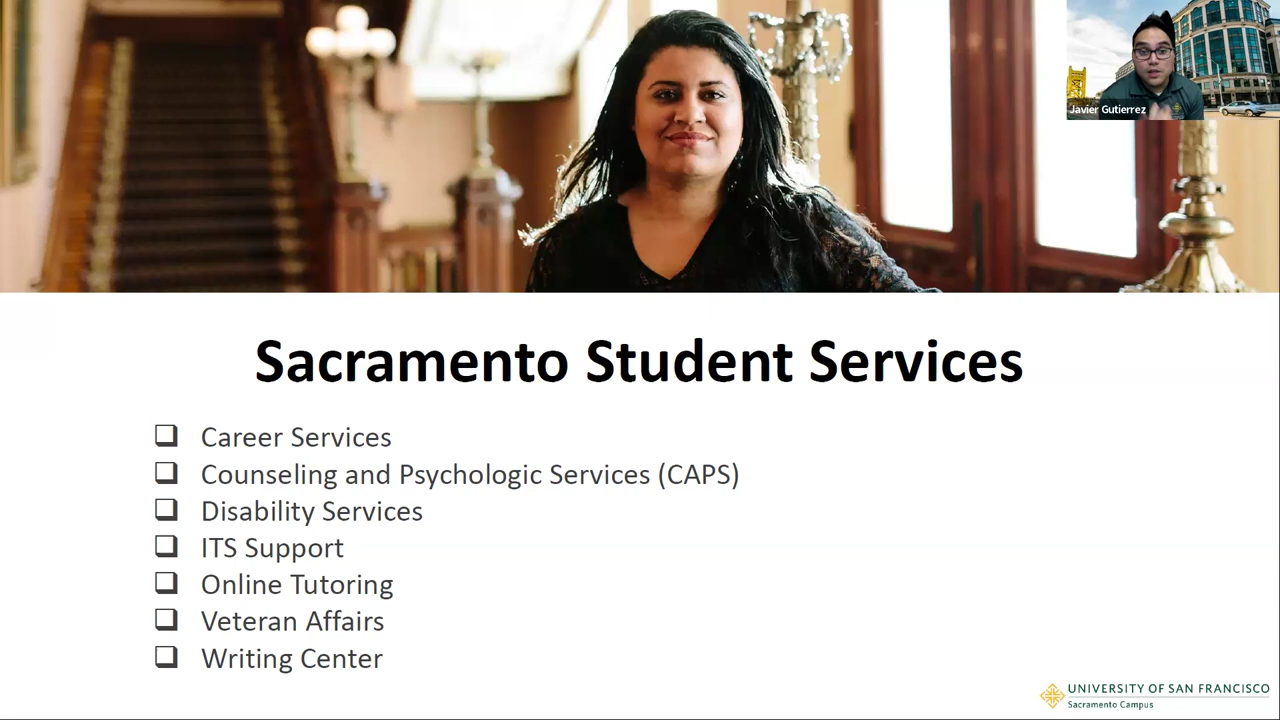 Javier Gutierrez
Sacramento Student Services
Career Services
Counseling and Psychologic Services (CAPS)
Disability Services
ITS Support
Online Tutoring
Veteran Affairs
Writing Center
UNIVERSITY OF SAN FRANCISCO
Sacramento Campus